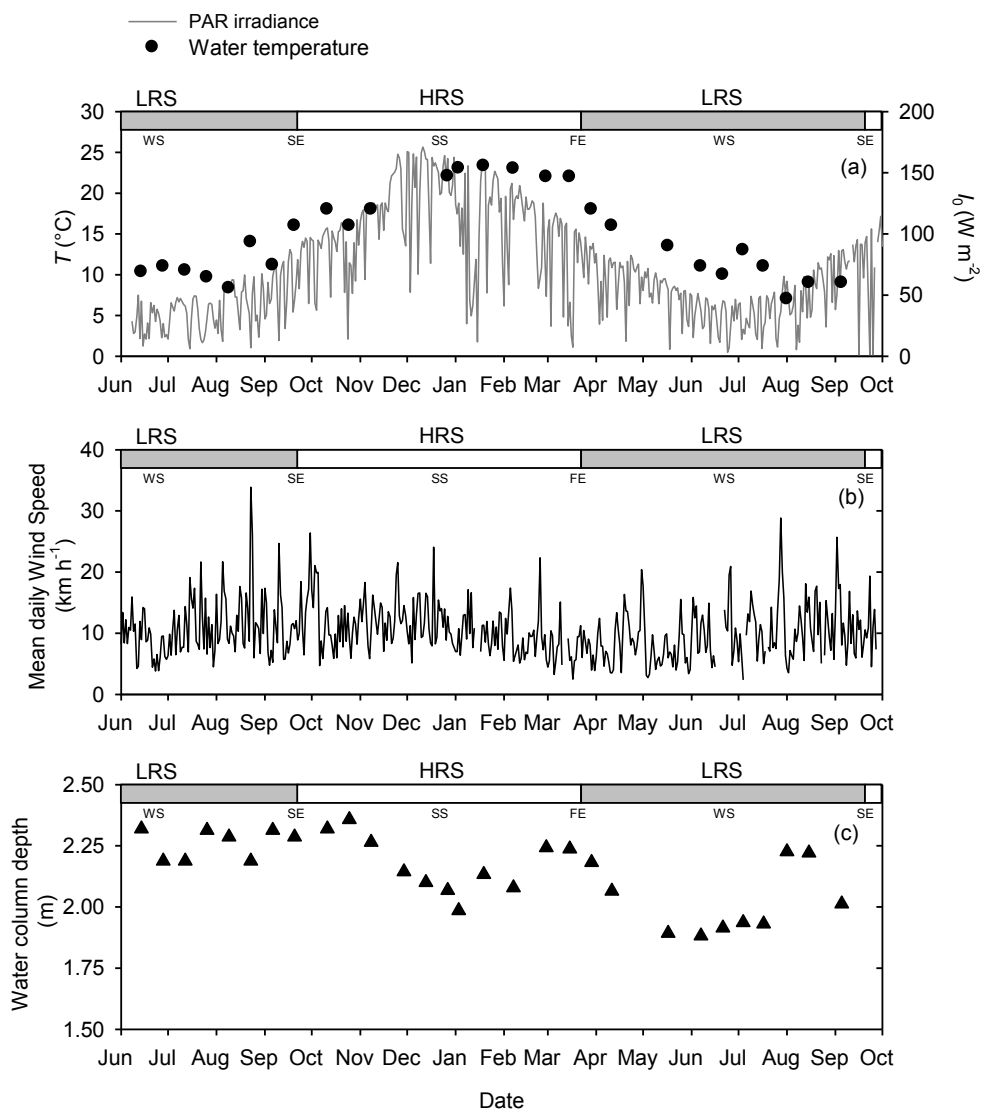 PAR irradiance
Water temperature
LRS HRS LRS
30 200
WS SE SS FE WS SE
25 (a) 150
20
T (°C) 15 100 I₀ (W m⁻²)
10 50
5
0 0
Jun Jul Aug Sep Oct Nov Dec Jan Feb Mar Apr May Jun Jul Aug Sep Oct
LRS HRS LRS
40
WS SE SS FE WS SE
(b)
30
Mean daily Wind Speed
(km h⁻¹)
20
10
0
Jun Jul Aug Sep Oct Nov Dec Jan Feb Mar Apr May Jun Jul Aug Sep Oct
LRS HRS LRS
2.50
WS SE SS FE WS SE
(c)
2.25
Water column depth
(m)
2.00
1.75
1.50
Jun Jul Aug Sep Oct Nov Dec Jan Feb Mar Apr May Jun Jul Aug Sep Oct
Date